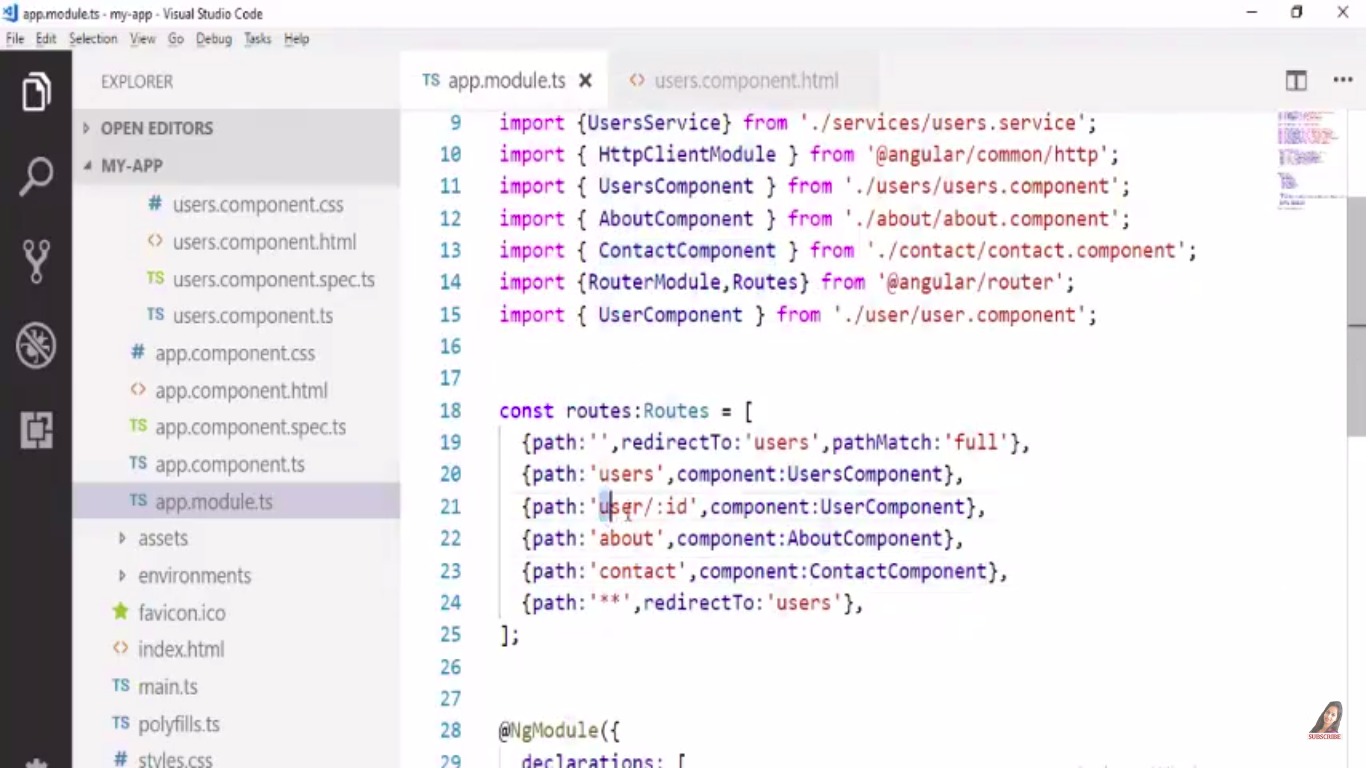 app.module.ts - my-app - Visual Studio Code
File Edit Selection View Go Debug Tasks Help
EXPLORER
OPEN EDITORS
MY-APP
# users.component.css
<> users.component.html
TS users.component.spec.ts
TS users.component.ts
# app.component.css
<> app.component.html
TS app.component.spec.ts
TS app.component.ts
TS app.module.ts
assets
environments
favicon.ico
<> index.html
TS main.ts
TS polyfills.ts
# styles.css
TS app.module.ts
<> users.component.html
9 import {UsersService} from './services/users.service';
10 import { HttpClientModule } from '@angular/common/http';
11 import { UsersComponent } from './users/users.component';
12 import { AboutComponent } from './about/about.component';
13 import { ContactComponent } from './contact/contact.component';
14 import {RouterModule,Routes} from '@angular/router';
15 import { UserComponent } from './user/user.component';
16
17
18 const routes:Routes = [
19 {path:'',redirectTo:'users',pathMatch:'full'},
20 {path:'users',component:UsersComponent},
21 {path:'user/:id',component:UserComponent},
22 {path:'about',component:AboutComponent},
23 {path:'contact',component:ContactComponent},
24 {path:'**',redirectTo:'users'},
25 ];
26
27
28 @NgModule({
29 declarations: [
SUBSCRIBE